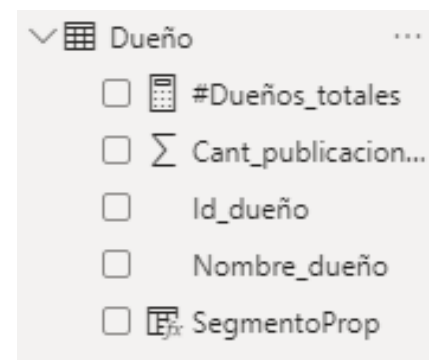 Dueño ...
#Dueños_totales
Cant_publicacion...
Id_dueño
Nombre_dueño
SegmentoProp